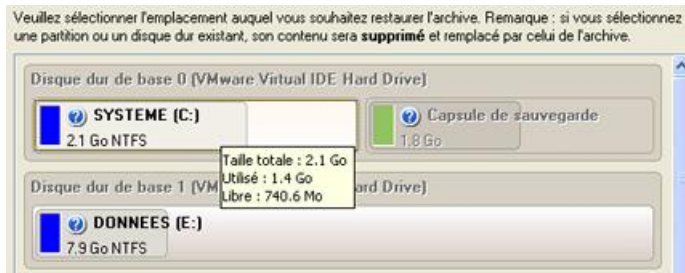 Veuillez sélectionner l'emplacement auquel vous souhaitez restaurer l'archive. Remarque : si vous sélectionnez
une partition ou un disque dur existant, son contenu sera supprimé et remplacé par celui de l'archive.
Disque dur de base 0 (VMware Virtual IDE Hard Drive)
SYSTEME (C:)
2.1 Go NTFS
Capsule de sauvegarde
1.8 Go
Taille totale : 2.1 Go
Utilisé : 1.4 Go
Libre : 740.6 Mo
Disque dur de base 1 (VM ard Drive)
DONNEES (E:)
7.9 Go NTFS